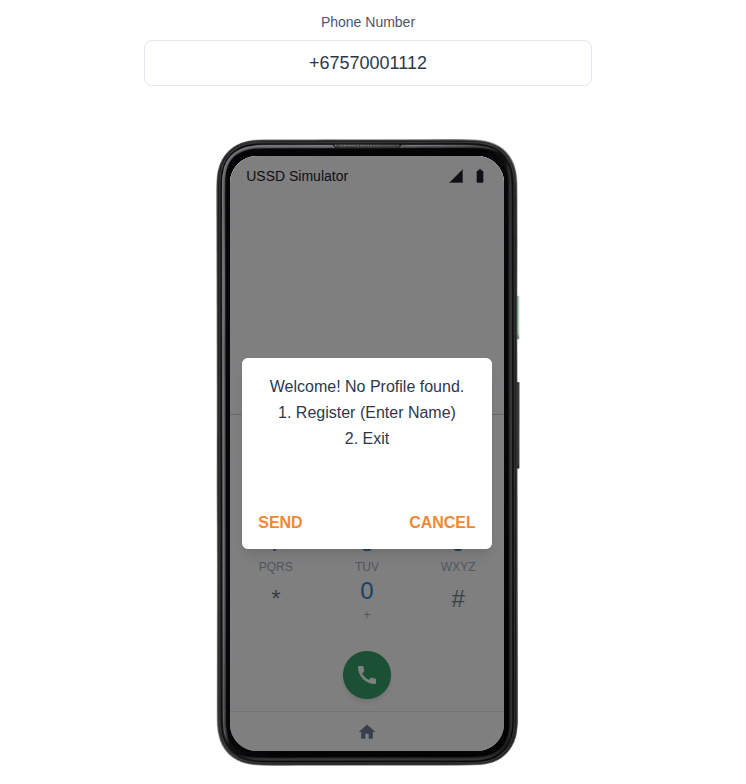 Phone Number
+67570001112
USSD Simulator
Welcome! No Profile found.
1. Register (Enter Name)
2. Exit
SEND
CANCEL
PQRS
TUV
WXYZ
*
0
#
+